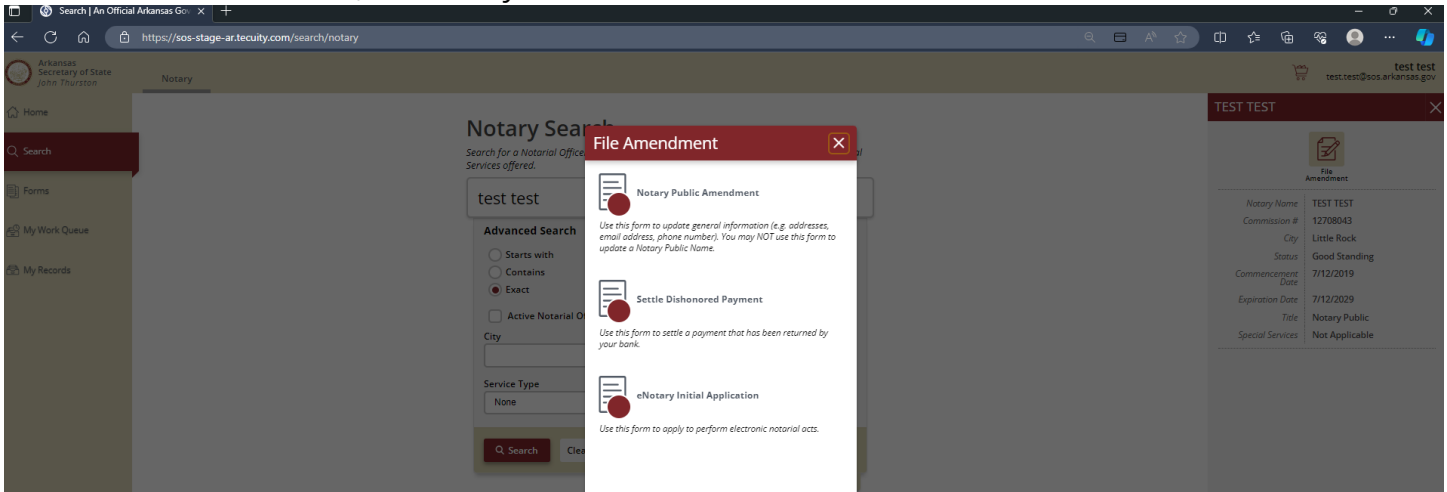 Search | An Official Arkansas Gov
https://sos-stage-ar.tecuity.com/search/notary
Arkansas
Secretary of State
John Thurston
Notary
test test
test.test@sos.arkansas.gov
Home
Search
Forms
My Work Queue
My Records
Notary Sear
Search for a Notarial Office
al
Services offered.
test test
Advanced Search
Starts with
Contains
Exact
Active Notarial O
City
Service Type
None
Search
Clea
File Amendment
Notary Public Amendment
Use this form to update general information (e.g. addresses,
email address, phone number). You may NOT use this form to
update a Notary Public Name.
Settle Dishonored Payment
Use this form to settle a payment that has been returned by
your bank.
eNotary Initial Application
Use this form to apply to perform electronic notarial acts.
TEST TEST
File
Amendment
Notary Name TEST TEST
Commission # 12708043
City Little Rock
Status Good Standing
Commencement
Date 7/12/2019
Expiration Date 7/12/2029
Title Notary Public
Special Services Not Applicable